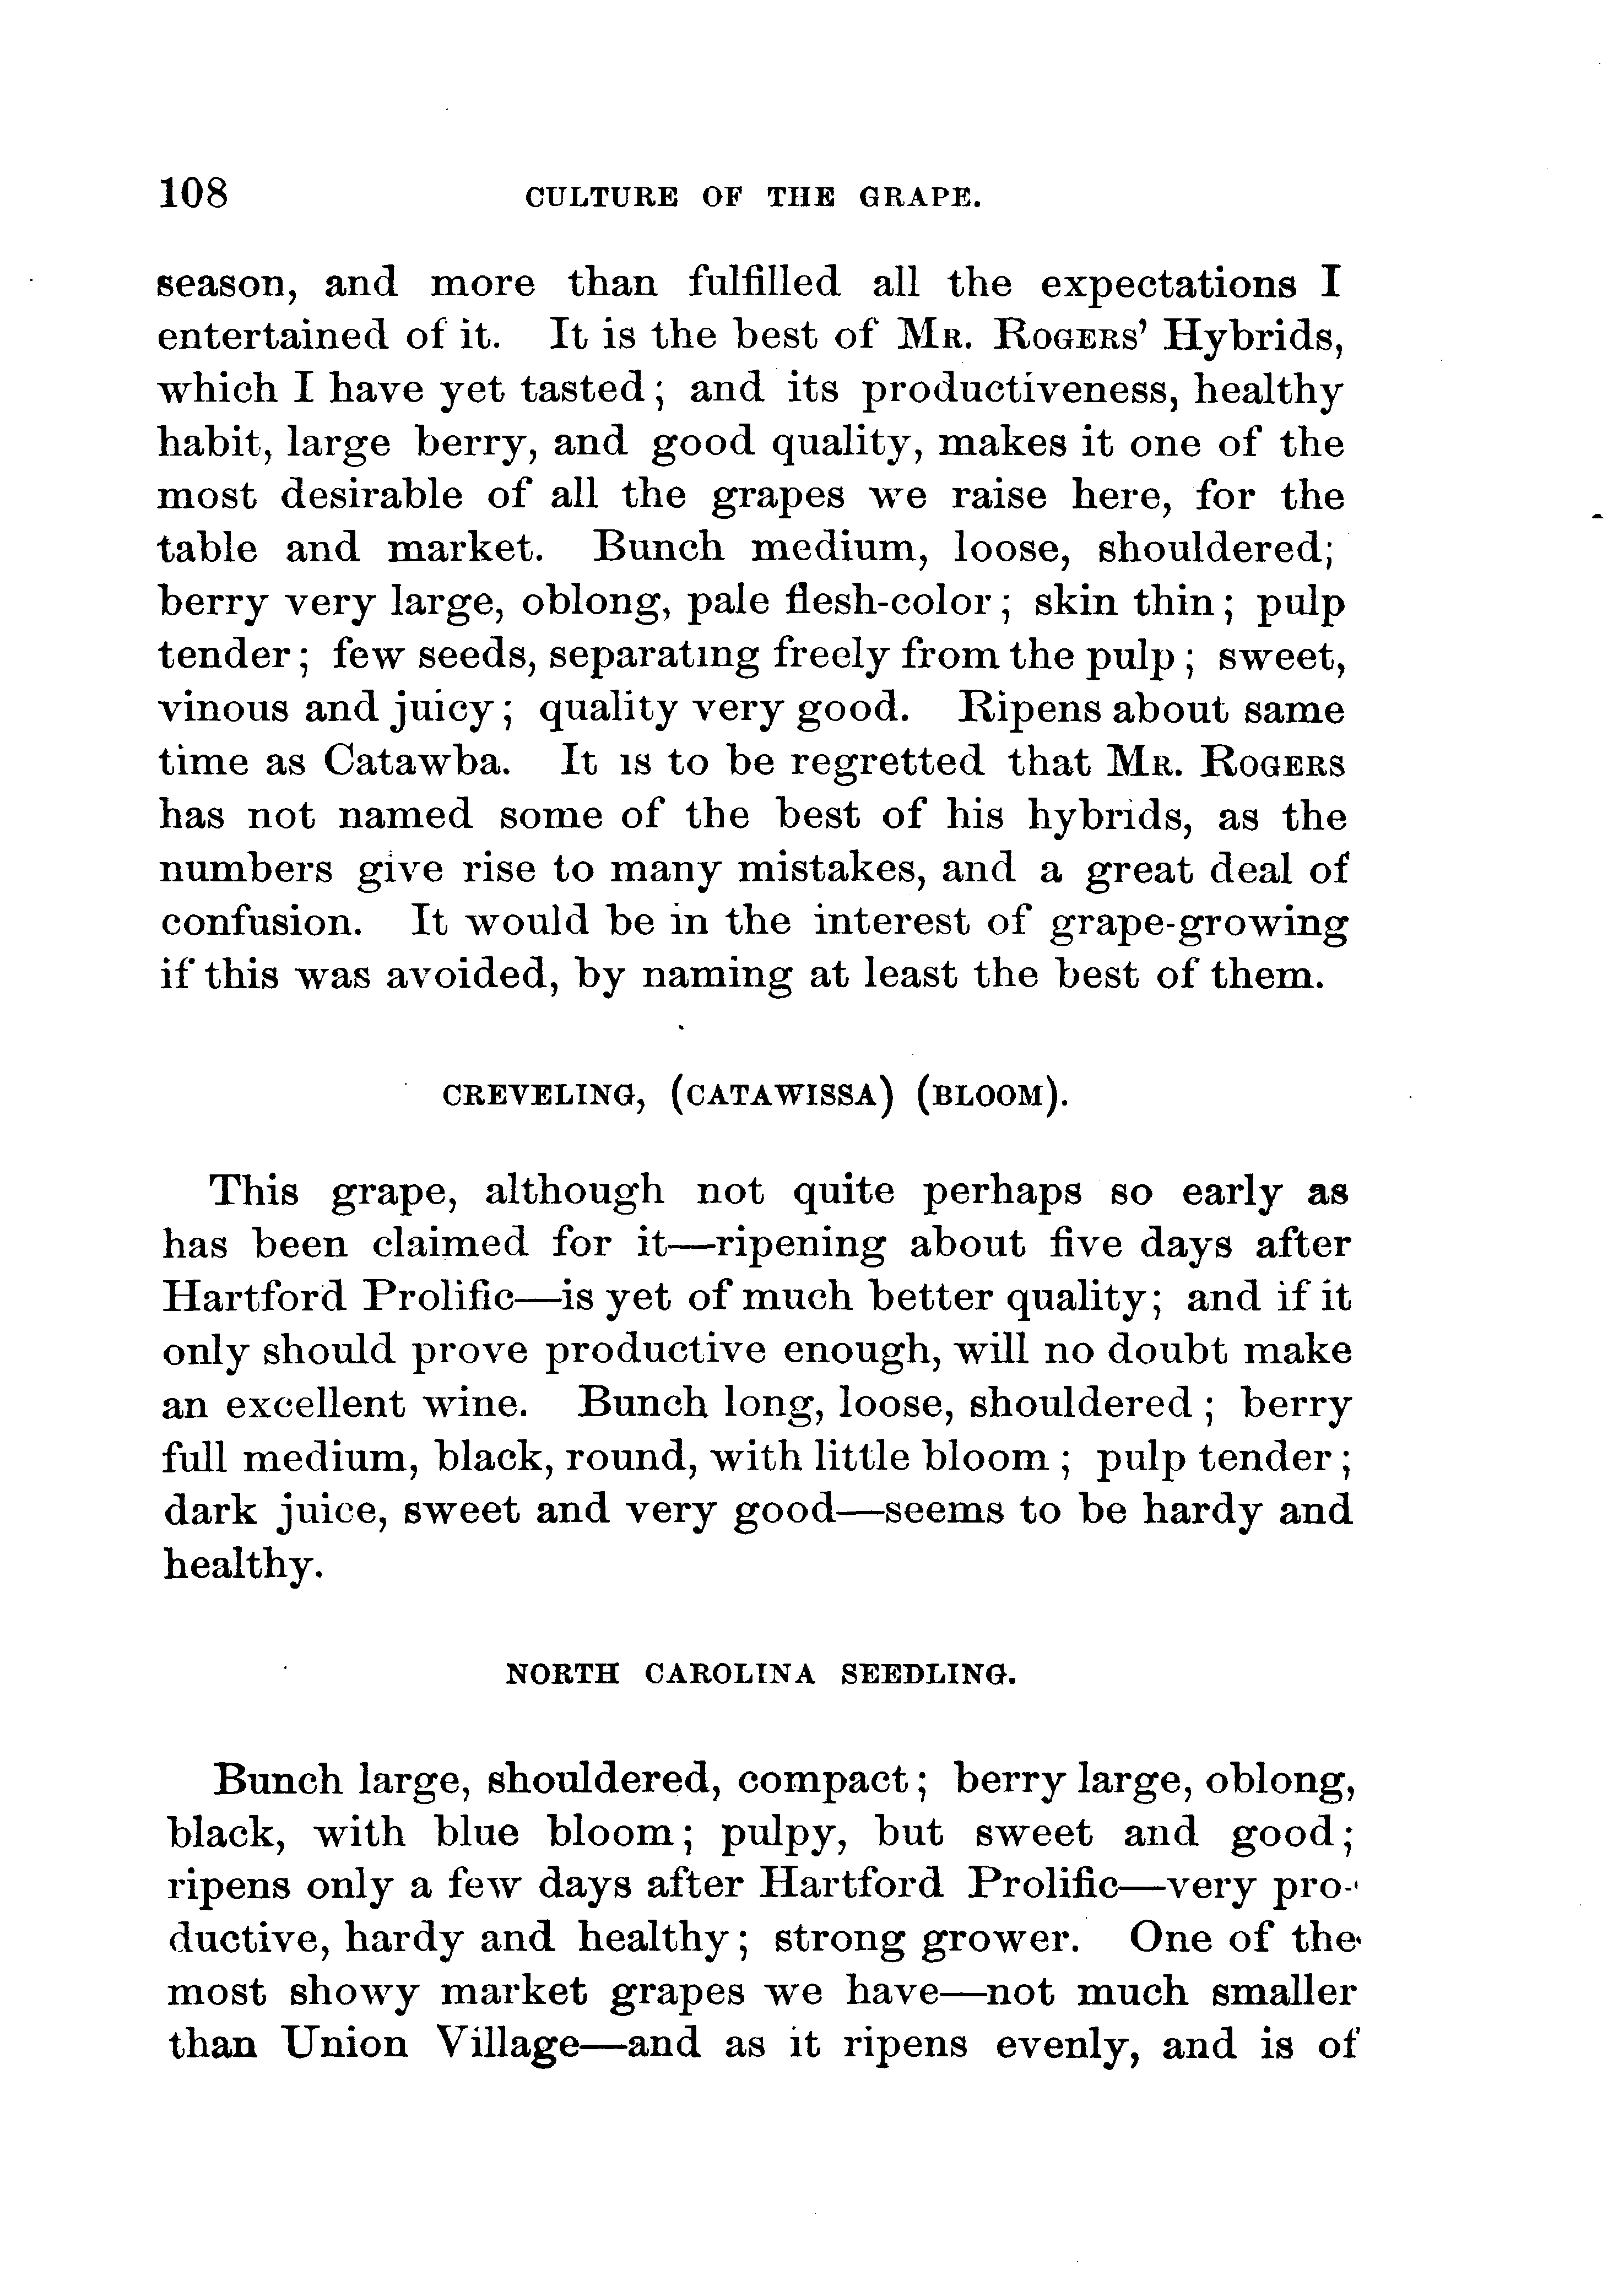 108 CULTURE OF THE GRAPE.
season, and more than fulfilled all the expectations I
entertained of it. It is the best of MR. ROGERS' Hybrids,
which I have yet tasted; and its productiveness, healthy
habit, large berry, and good quality, makes it one of the
most desirable of all the grapes we raise here, for the
table and market. Bunch medium, loose, shouldered;
berry very large, oblong, pale flesh-color; skin thin; pulp
tender; few seeds, separating freely from the pulp; sweet,
vinous and juicy; quality very good. Ripens about same
time as Catawba. It is to be regretted that MR. ROGERS
has not named some of the best of his hybrids, as the
numbers give rise to many mistakes, and a great deal of
confusion. It would be in the interest of grape-growing
if this was avoided, by naming at least the best of them.
CREVELING, (CATAWISSA) (BLOOM).
This grape, although not quite perhaps so early as
has been claimed for it—ripening about five days after
Hartford Prolific—is yet of much better quality; and if it
only should prove productive enough, will no doubt make
an excellent wine. Bunch long, loose, shouldered; berry
full medium, black, round, with little bloom; pulp tender;
dark juice, sweet and very good—seems to be hardy and
healthy.
NORTH CAROLINA SEEDLING.
Bunch large, shouldered, compact; berry large, oblong,
black, with blue bloom; pulpy, but sweet and good;
ripens only a few days after Hartford Prolific—very pro-
ductive, hardy and healthy; strong grower. One of the
most showy market grapes we have—not much smaller
than Union Village—and as it ripens evenly, and is of